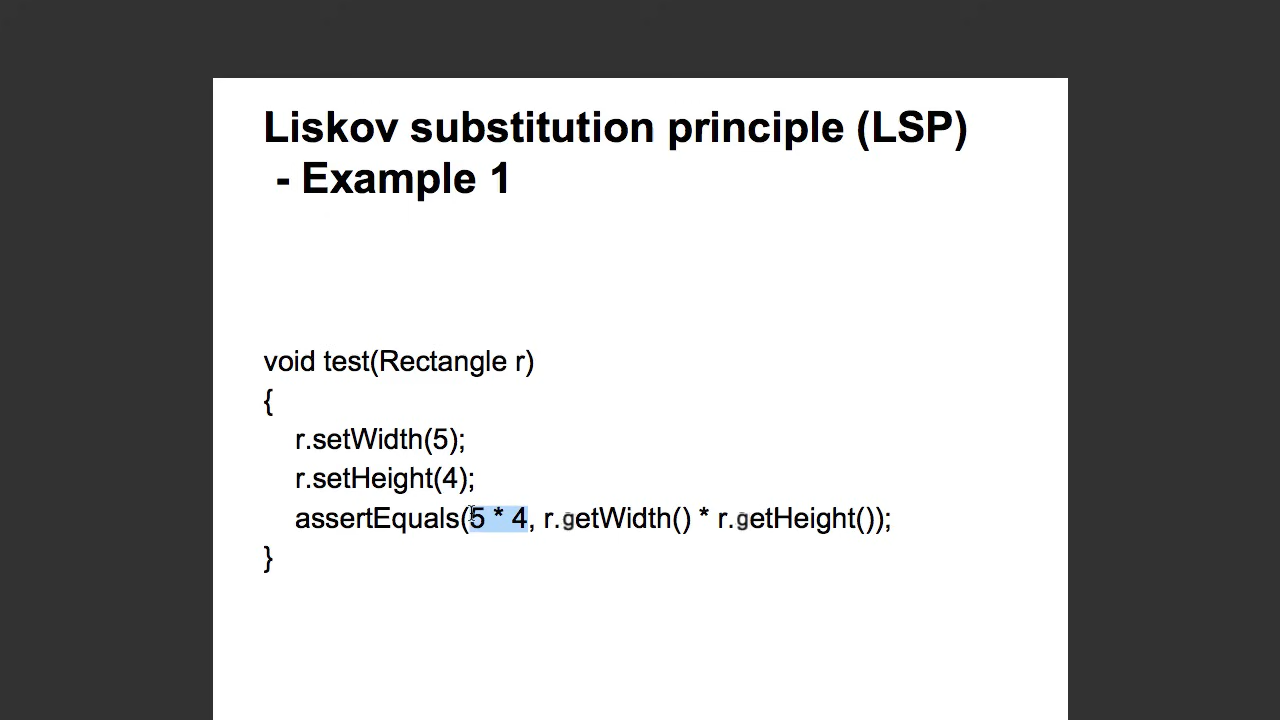 Liskov substitution principle (LSP)
- Example 1
void test(Rectangle r)
{
r.setWidth(5);
r.setHeight(4);
assertEquals(5 * 4, r.getWidth() * r.getHeight());
}